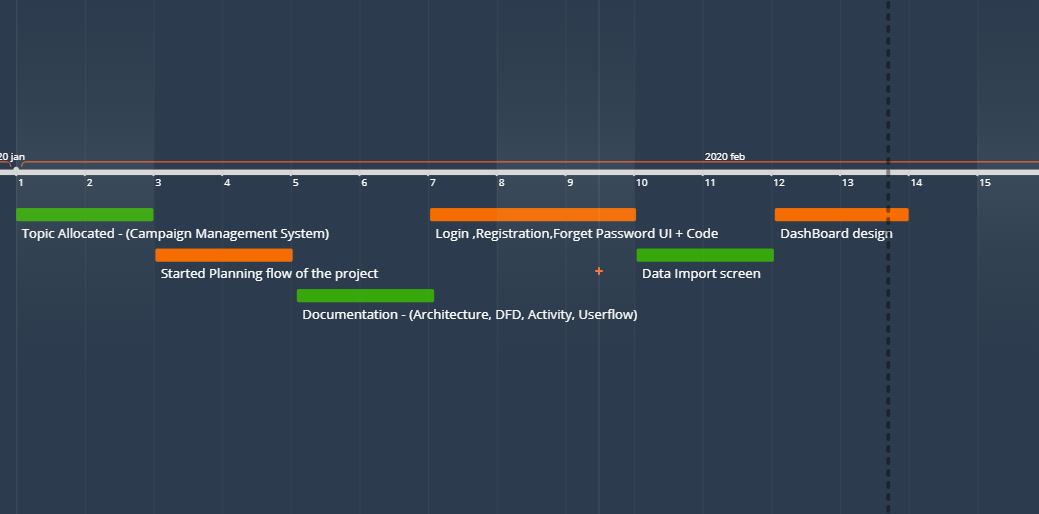 20 jan
2020 feb
1 2 3 4 5 6 7 8 9 10 11 12 13 14 15
Topic Allocated - (Campaign Management System)
Login ,Registration,Forget Password UI + Code
DashBoard design
Started Planning flow of the project
Data Import screen
Documentation - (Architecture, DFD, Activity, Userflow)